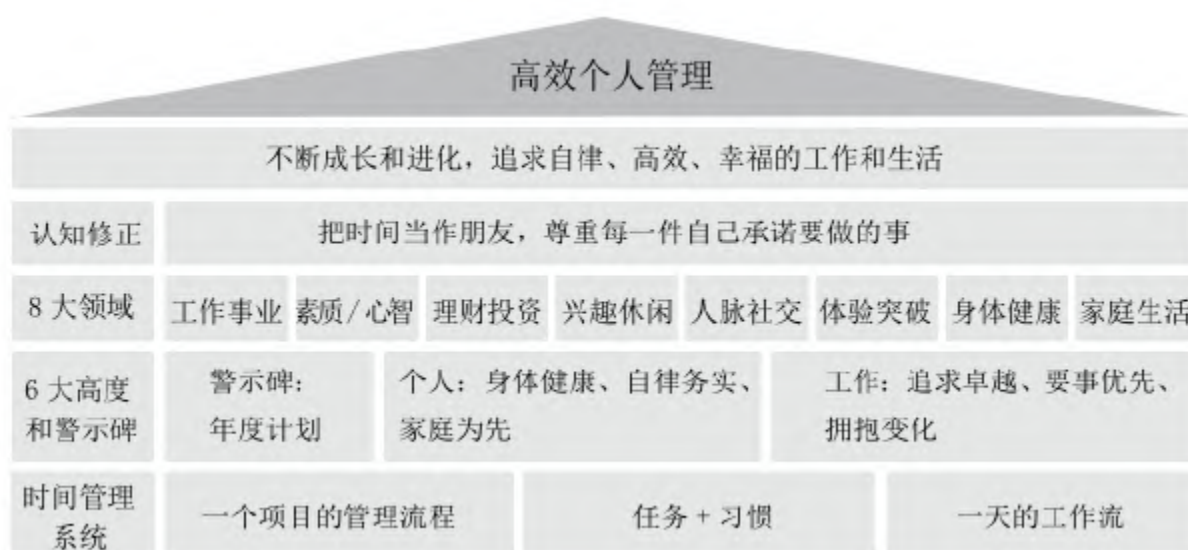 高效个人管理
不断成长和进化，追求自律、高效、幸福的工作和生活
认知修正
把时间当作朋友，尊重每一件自己承诺要做的事
8 大领域
工作事业
素质/心智
理财投资
兴趣休闲
人脉社交
体验突破
身体健康
家庭生活
6 大高度
和警示碑
警示碑：
年度计划
个人：身体健康、自律务实、
家庭为先
工作：追求卓越、要事优先、
拥抱变化
时间管理
系统
一个项目的管理流程
任务 + 习惯
一天的工作流